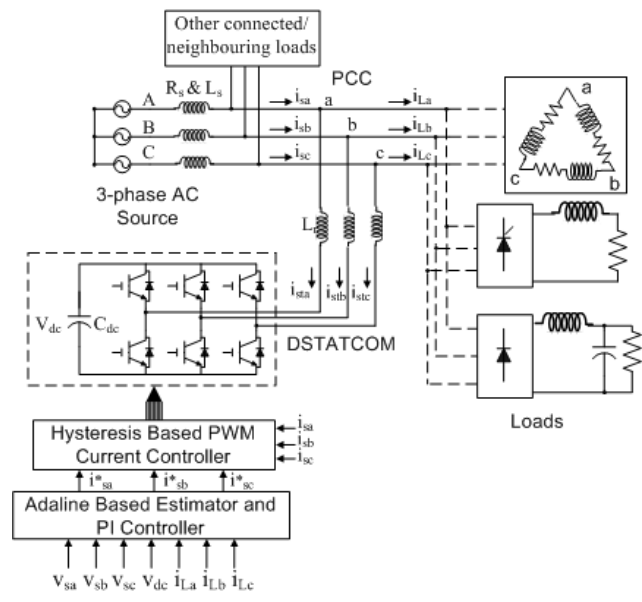 Other connected/
neighbouring loads
R_s & L_s
PCC
A
i_sa
a
i_La
B
i_sb
b
i_Lb
C
i_sc
c
i_Lc
a
c
b
3-phase AC
Source
i_sta
i_stb
i_stc
V_dc
C_dc
DSTATCOM
Loads
Hysteresis Based PWM
Current Controller
i_sa
i_sb
i_sc
i*_sa
i*_sb
i*_sc
Adaline Based Estimator and
PI Controller
v_sa
v_sb
v_sc
v_dc
i_La
i_Lb
i_Lc